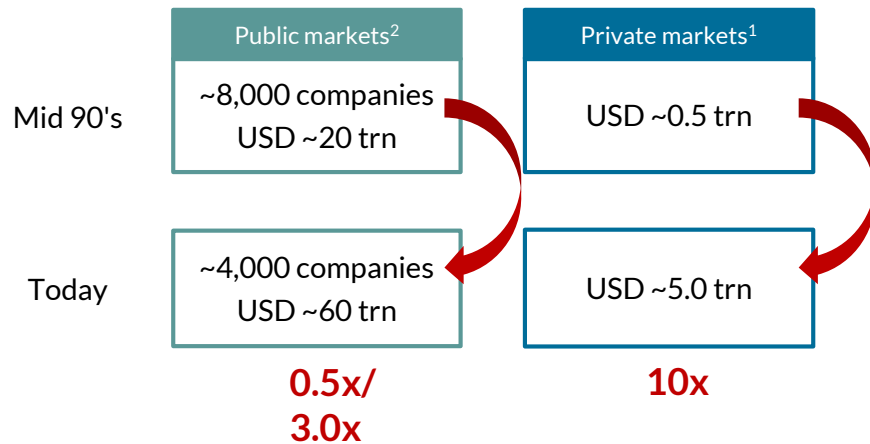 Public markets²
Private markets¹
Mid 90's
~8,000 companies
USD ~20 trn
USD ~0.5 trn
Today
~4,000 companies
USD ~60 trn
USD ~5.0 trn
0.5x/
3.0x
10x